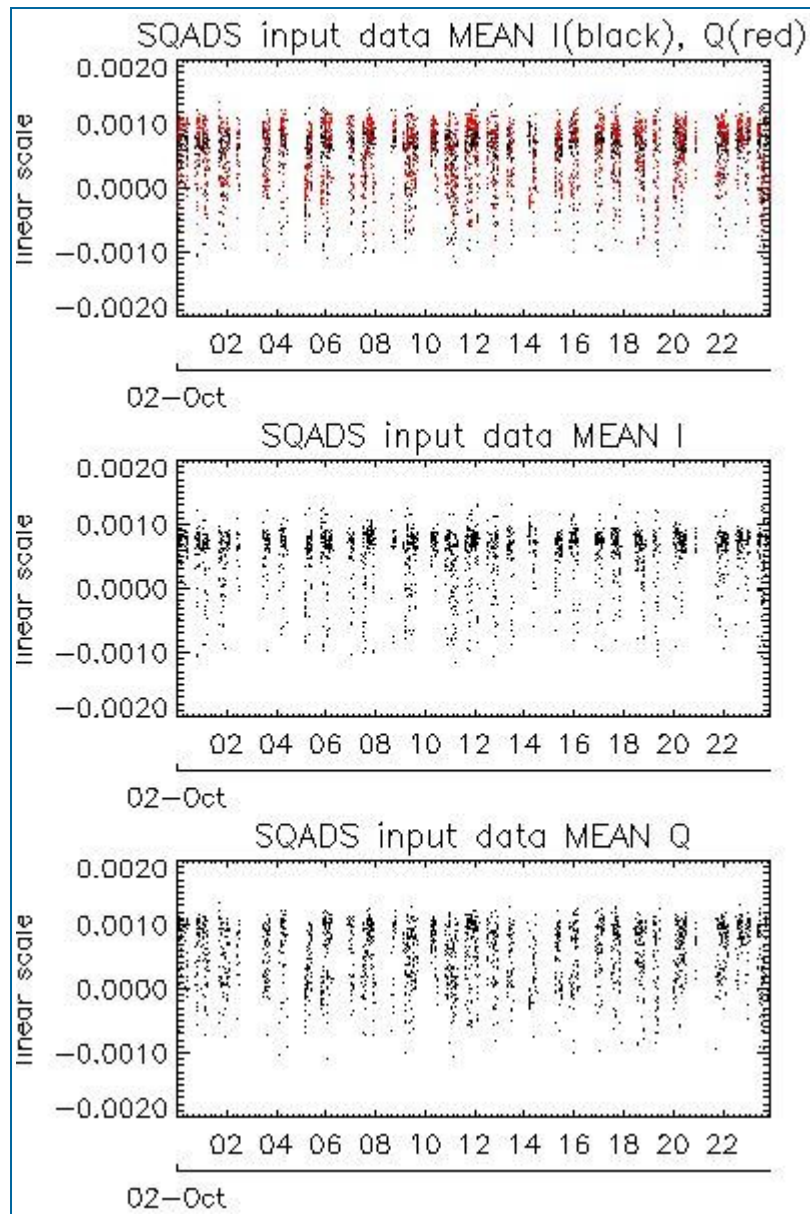 SQADS input data MEAN I(black), Q(red)
0.0020
0.0010
0.0000
-0.0010
-0.0020
linear scale
02 04 06 08 10 12 14 16 18 20 22
02-Oct
SQADS input data MEAN I
0.0020
0.0010
0.0000
-0.0010
-0.0020
linear scale
02 04 06 08 10 12 14 16 18 20 22
02-Oct
SQADS input data MEAN Q
0.0020
0.0010
0.0000
-0.0010
-0.0020
linear scale
02 04 06 08 10 12 14 16 18 20 22
02-Oct